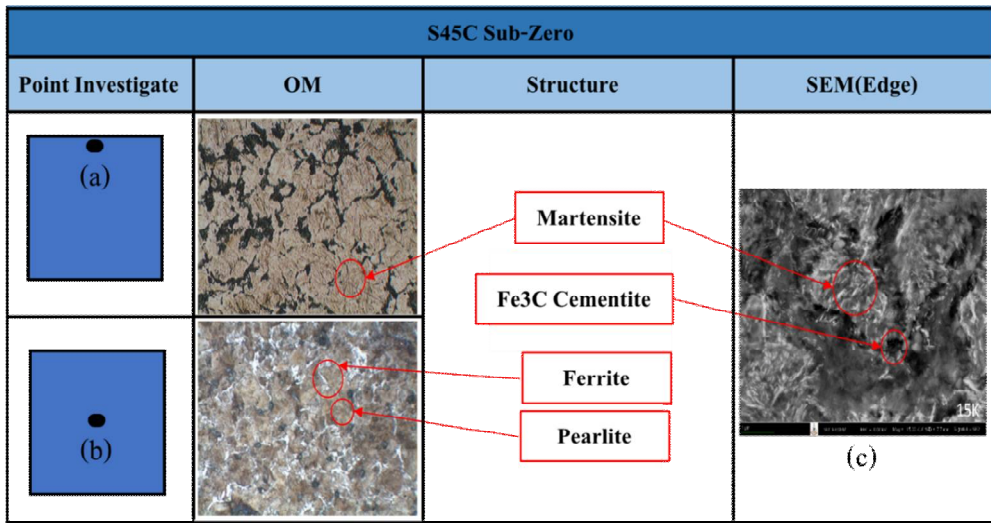 S45C Sub-Zero
Point Investigate
OM
Structure
SEM(Edge)
(a)
Martensite
Fe3C Cementite
Ferrite
Pearlite
(b)
15K
(c)